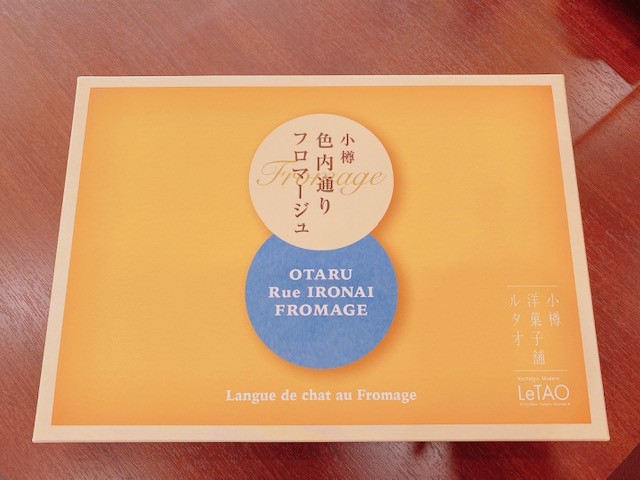 小樽
色内通り
フロマージュ
Fromage
OTARU
Rue IRONAI
FROMAGE
Langue de chat au Fromage
小樽
洋菓子舗
ルタオ
LeTAO